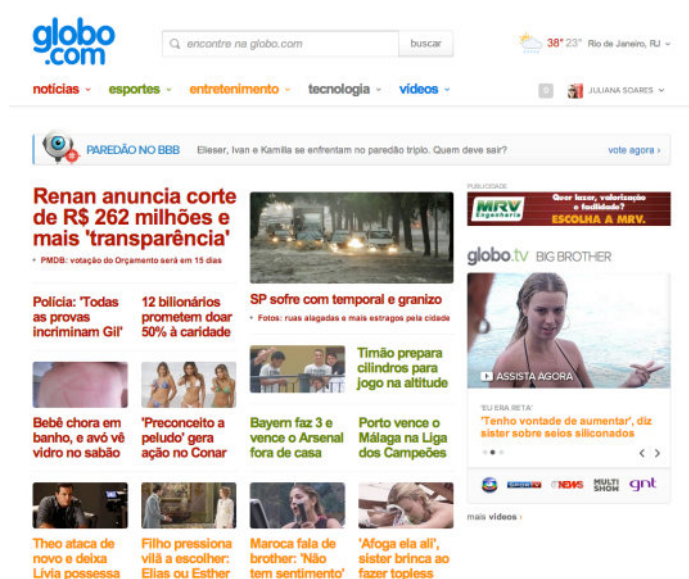 globo
.com
encontre na globo.com
buscar
38° 23° Rio de Janeiro, RJ
notícias
esportes
entretenimento
tecnologia
vídeos
0
JULIANA SOARES
PAREDÃO NO BBB
Elieser, Ivan e Kamilla se enfrentam no paredão triplo. Quem deve sair?
vote agora ›
Renan anuncia corte
de R$ 262
milhões e
mais 'transparência'
PMDB: votação do Orçamento será em 15 dias
Polícia: 'Todas
as provas
incriminam Gil'
12 bilionários
prometem doar
50% à caridade
SP sofre com temporal e granizo
Fotos: ruas alagadas e mais estragos pela cidade
Timão prepara
cilindros para
jogo na altitude
Bebê chora em
banho, e avó vê
vidro no sabão
'Preconceito a
peludo' gera
ação no Conar
Bayern faz 3 e
vence o Arsenal
fora de casa
Porto vence o
Málaga na Liga
dos Campeões
Theo ataca de
novo e deixa
Lívia possessa
Filho pressiona
vilã a escolher:
Elias ou Esther
Maroca fala de
brother: 'Não
tem sentimento'
'Afoga ela ali',
sister brinca ao
fazer topless
PUBLICIDADE
MRV
Engenharia
Quer lazer, valorização
e facilidade?
ESCOLHA A MRV.
globo.tv BIG BROTHER
ASSISTA AGORA
'EU ERA RETA'
'Tenho vontade de aumentar', diz
sister sobre seios siliconados
SPORTV
NEWS
MULTI
SHOW
gnt
mais vídeos ›